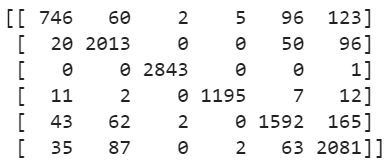 [[ 746 60 2 5 96 123]
[ 20 2013 0 0 50 96]
[ 0 0 2843 0 0 1]
[ 11 2 0 1195 7 12]
[ 43 62 2 0 1592 165]
[ 35 87 0 2 63 2081]]